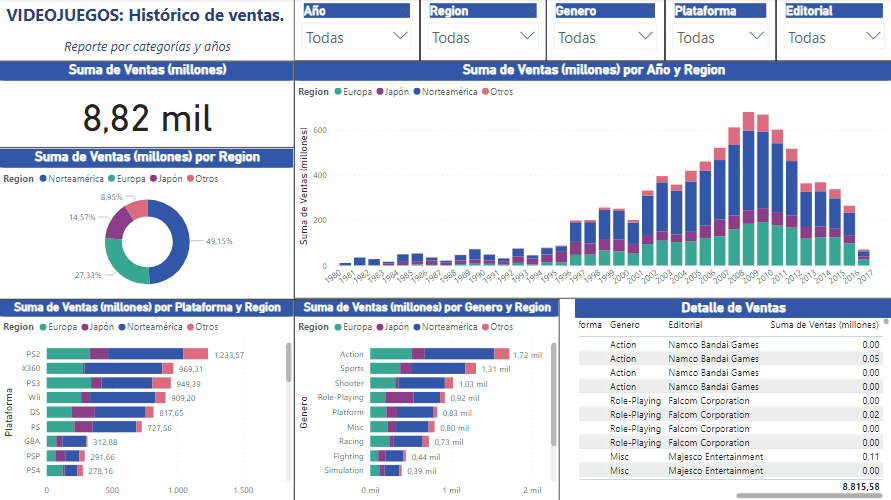 VIDEOJUEGOS: Histórico de ventas.
Reporte por categorías y años
Año
Todas
Region
Todas
Genero
Todas
Plataforma
Todas
Editorial
Todas
Suma de Ventas (millones)
8,82 mil
Suma de Ventas (millones) por Region
Region Norteamérica Europa Japón Otros
8,95%
14,57%
49,15%
27,33%
Suma de Ventas (millones) por Año y Region
Region Europa Japón Norteamérica Otros
Suma de Ventas (millones)
600
400
200
0
1980 1981 1982 1983 1984 1985 1986 1987 1988 1989 1990 1991 1992 1993 1994 1995 1996 1997 1998 1999 2000 2001 2002 2003 2004 2005 2006 2007 2008 2009 2010 2011 2012 2013 2014 2015 2016 2017
Suma de Ventas (millones) por Plataforma y Region
Region Europa Japón Norteamérica Otros
Plataforma
PS2 1.233,57
X360 969,31
PS3 949,39
Wii 909,20
DS 817,65
PS 727,56
GBA 312,88
PSP 291,66
PS4 278,16
0 500 1.000 1.500
Suma de Ventas (millones) por Genero y Region
Region Europa Japón Norteamérica Otros
Genero
Action 1,72 mil
Sports 1,31 mil
Shooter 1,03 mil
Role-Playing 0,92 mil
Platform 0,83 mil
Misc 0,80 mil
Racing 0,73 mil
Fighting 0,44 mil
Simulation 0,39 mil
0 mil 1 mil 2 mil
Detalle de Ventas
forma Genero Editorial Suma de Ventas (millones)
Action Namco Bandai Games 0,00
Action Namco Bandai Games 0,05
Action Namco Bandai Games 0,00
Action Namco Bandai Games 0,00
Role-Playing Falcom Corporation 0,00
Role-Playing Falcom Corporation 0,02
Role-Playing Falcom Corporation 0,00
Role-Playing Falcom Corporation 0,00
Misc Majesco Entertainment 0,11
Misc Majesco Entertainment 0,00
8.815,58